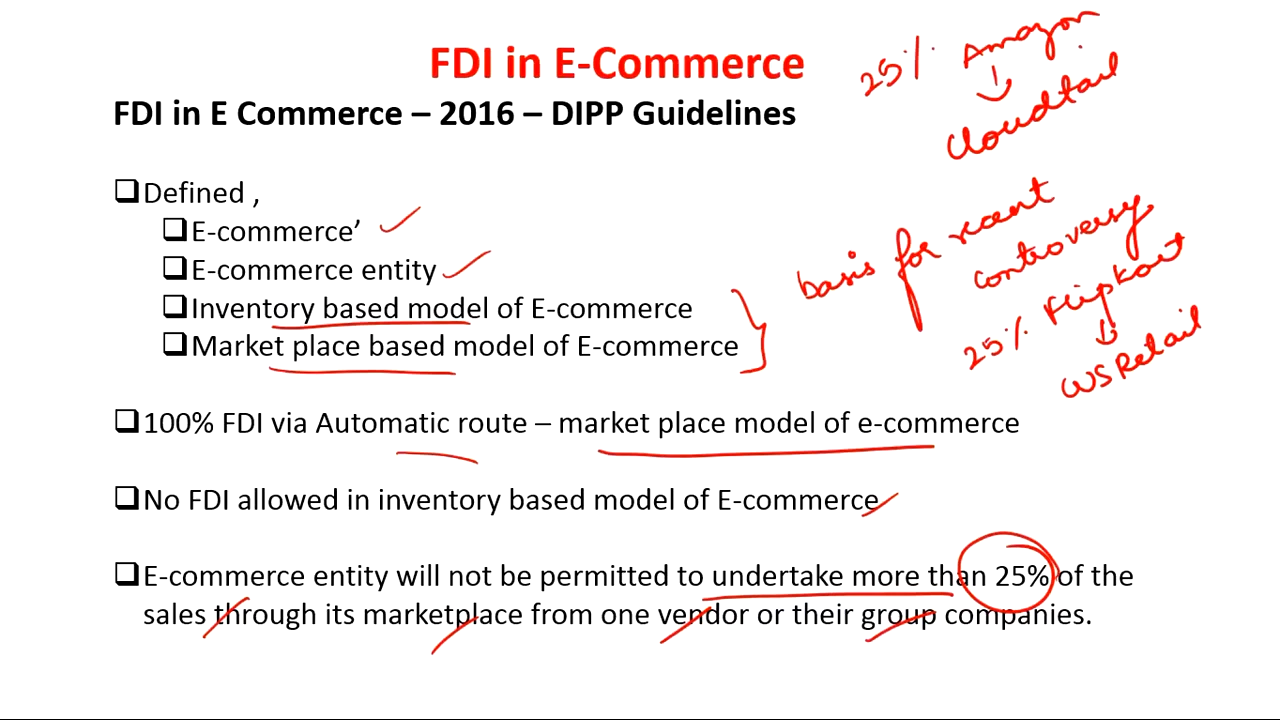 FDI in E-Commerce
FDI in E Commerce – 2016 – DIPP Guidelines
Defined ,
E-commerce’
E-commerce entity
Inventory based model of E-commerce
Market place based model of E-commerce
100% FDI via Automatic route – market place model of e-commerce
No FDI allowed in inventory based model of E-commerce
E-commerce entity will not be permitted to undertake more than 25% of the
sales through its marketplace from one vendor or their group companies.
25% Amazon
Cloudtail
basis for recent
controversy
25% Flipkart
WS Retail